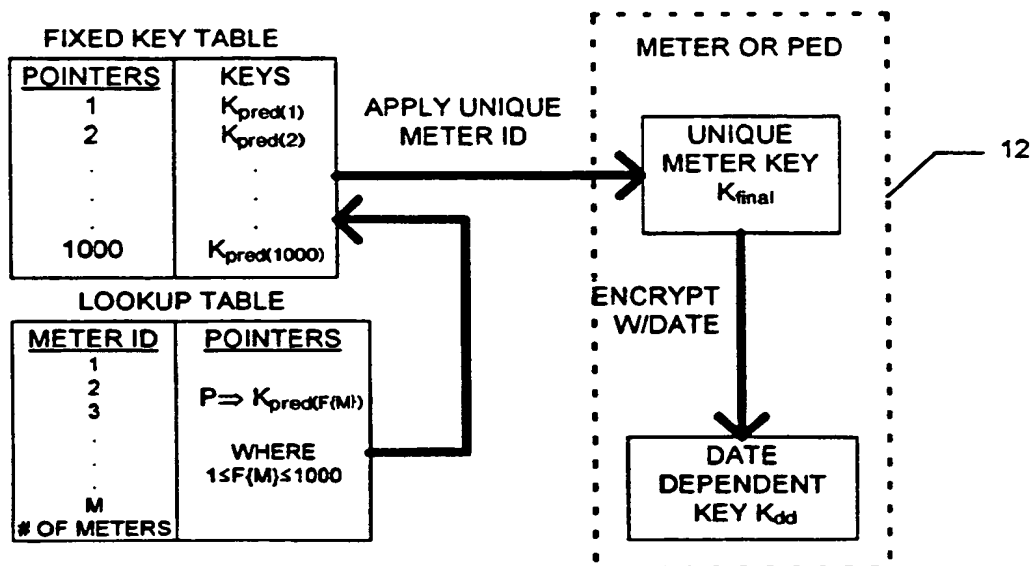 FIXED KEY TABLE
POINTERS KEYS
1 Kpred(1)
2 Kpred(2)
. .
. .
. .
1000 Kpred(1000)
LOOKUP TABLE
METER ID POINTERS
1
2
3
P⇒ Kpred(F{M})
.
.
.
.
WHERE
1≤F{M}≤1000
M
# OF METERS
APPLY UNIQUE
METER ID
METER OR PED
UNIQUE
METER KEY
Kfinal
ENCRYPT
W/DATE
DATE
DEPENDENT
KEY Kdd
12